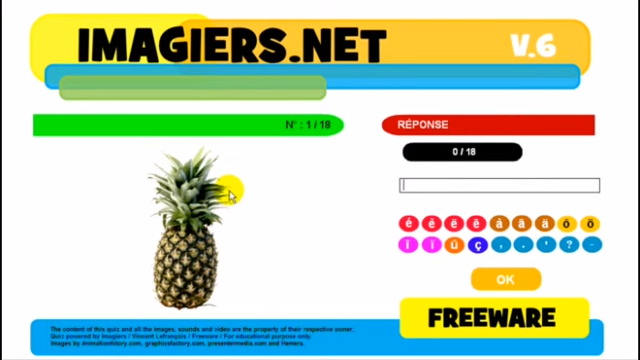 IMAGIERS.NET
V.6
N° : 1 / 18
RÉPONSE
0 / 18
é è ê ë à â ä ô ö
î ï û ç , . ' ? -
OK
FREEWARE
The content of this quiz and all the images, sounds and video are the property of their respective owner.
Quiz powered by Imagiers / Vincent Lefrançois / Freeware / For educational purpose only.
Images by Animationfactory.com, graphicsfactory.com, presentermedia.com and Hemera.